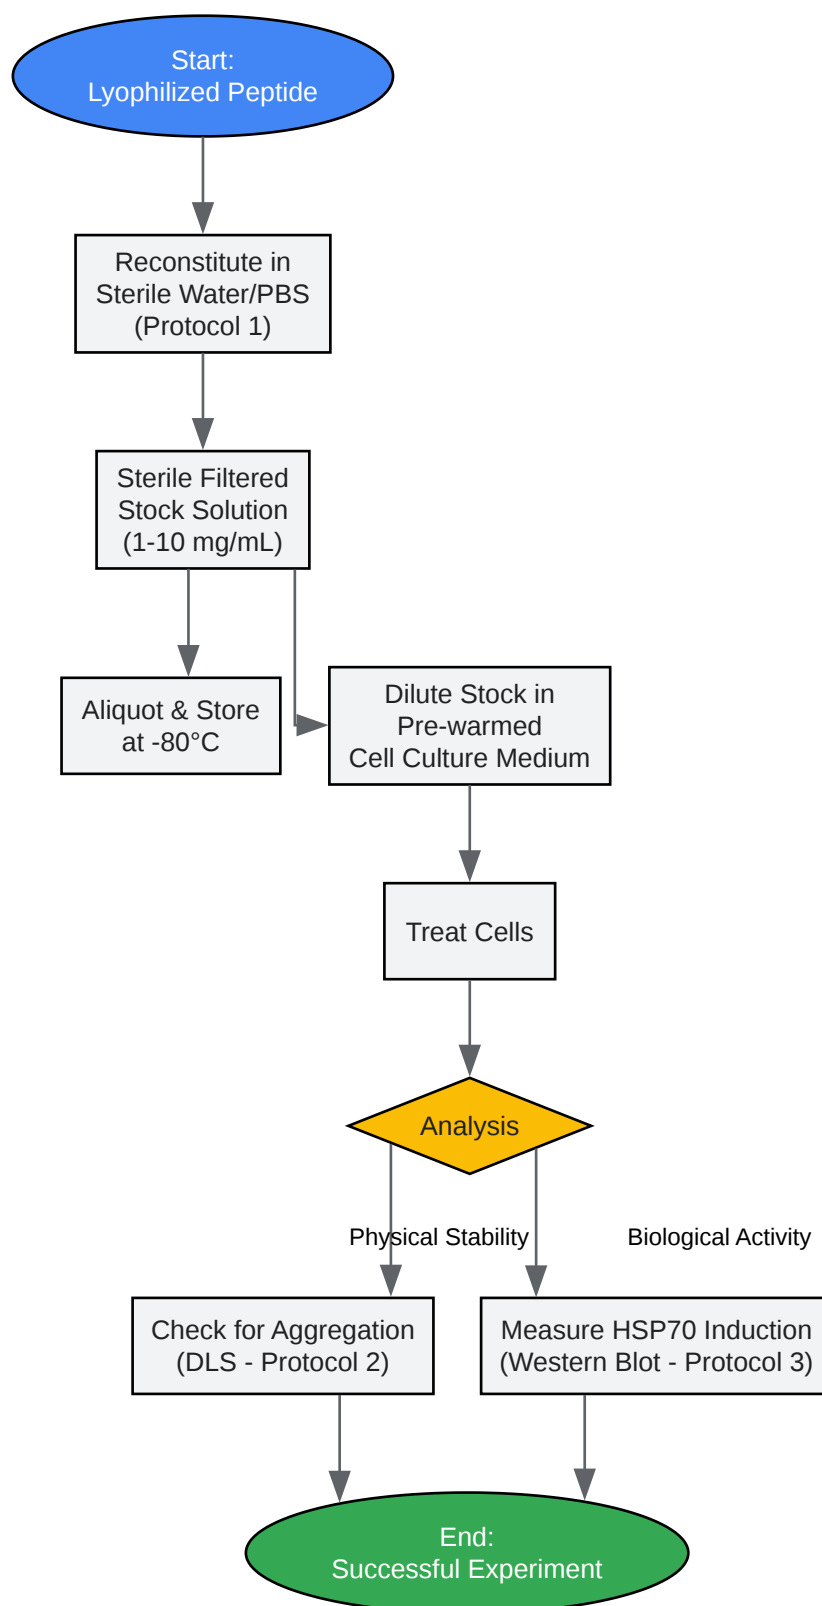 Start:
Lyophilized Peptide
Reconstitute in
Sterile Water/PBS
(Protocol 1)
Sterile Filtered
Stock Solution
(1-10 mg/mL)
Aliquot & Store
at -80°C
Dilute Stock in
Pre-warmed
Cell Culture Medium
Treat Cells
Analysis
Physical Stability
Biological Activity
Check for Aggregation
(DLS - Protocol 2)
Measure HSP70 Induction
(Western Blot - Protocol 3)
End:
Successful Experiment